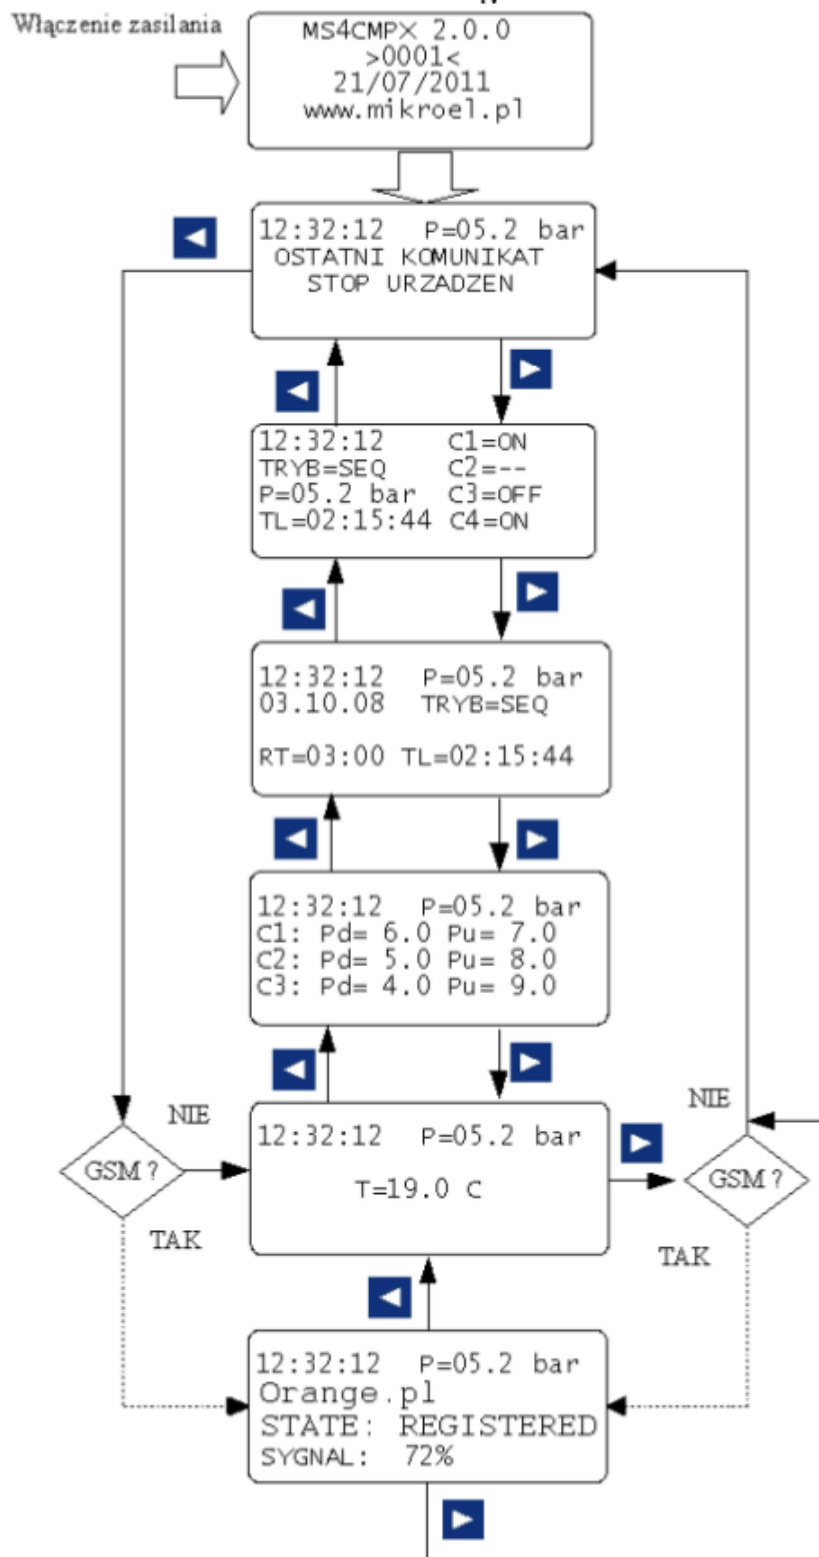 Włączenie zasilania
MS4CMPX 2.0.0
>0001<
21/07/2011
www.mikroel.pl
12:32:12 P=05.2 bar
OSTATNI KOMUNIKAT
STOP URZADZEN
12:32:12 C1=ON
TRYB=SEQ C2=--
P=05.2 bar C3=OFF
TL=02:15:44 C4=ON
12:32:12 P=05.2 bar
03.10.08 TRYB=SEQ
RT=03:00 TL=02:15:44
12:32:12 P=05.2 bar
C1: Pd= 6.0 Pu= 7.0
C2: Pd= 5.0 Pu= 8.0
C3: Pd= 4.0 Pu= 9.0
NIE
GSM ?
TAK
12:32:12 P=05.2 bar
T=19.0 C
NIE
GSM ?
TAK
12:32:12 P=05.2 bar
Orange.pl
STATE: REGISTERED
SYGNAL: 72%